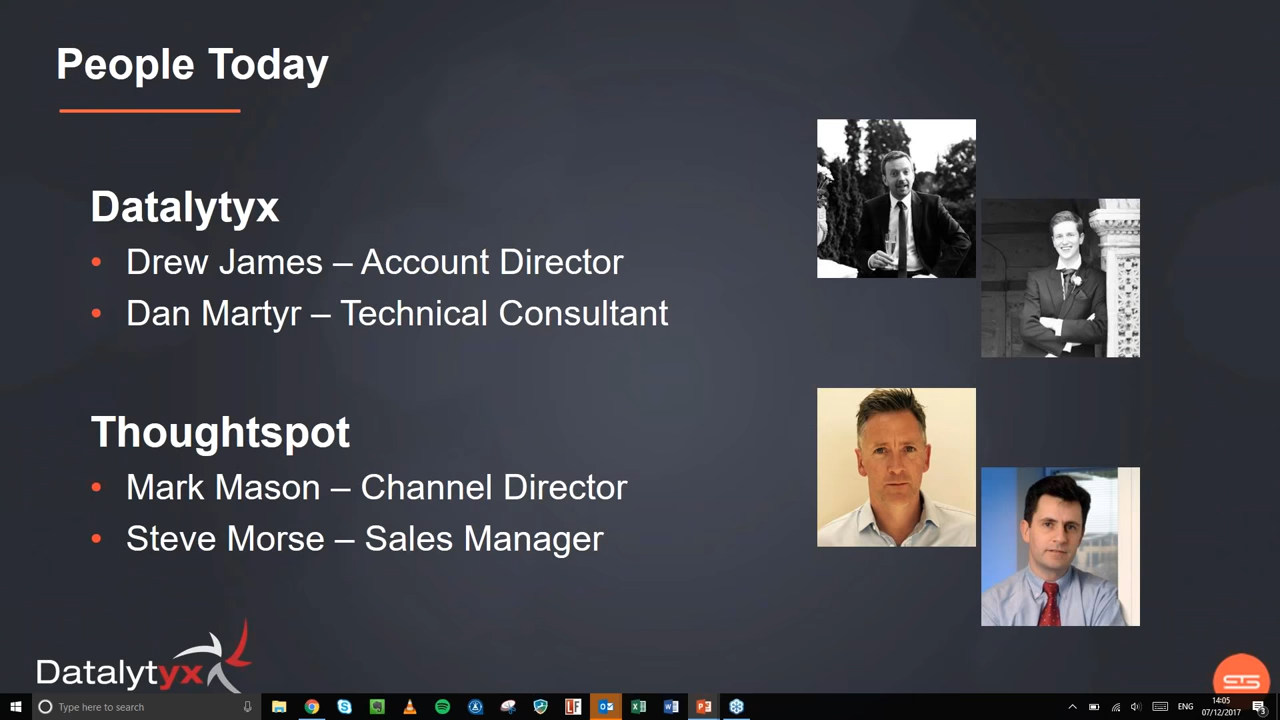 People Today
Datalytyx
• Drew James – Account Director
• Dan Martyr – Technical Consultant
Thoughtspot
• Mark Mason – Channel Director
• Steve Morse – Sales Manager
Datalytyx
Type here to search
ENG
14:05
07/12/2017